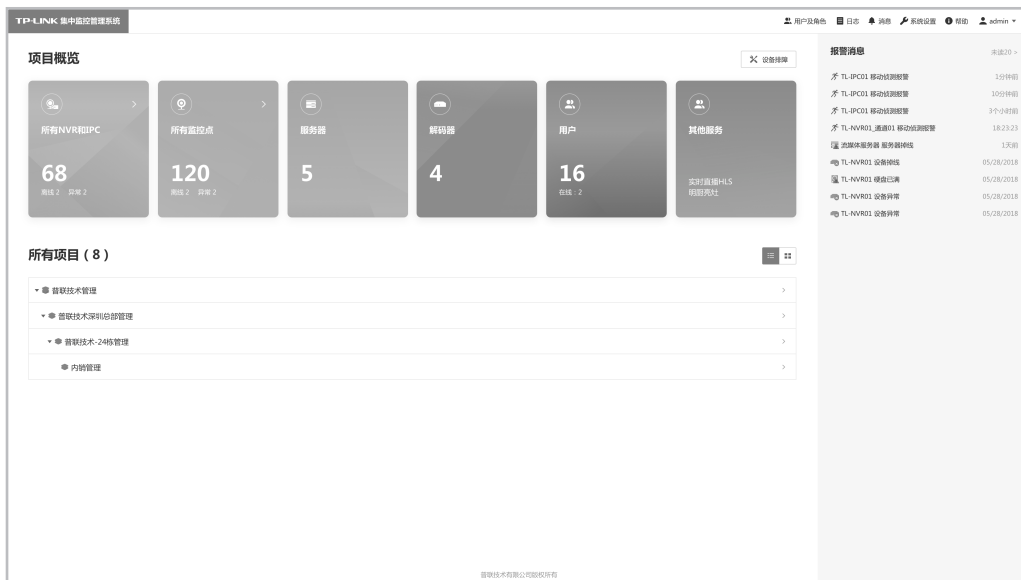 TP-LINK 集中监控管理系统
用户及角色 日志 消息 系统设置 帮助 admin
项目概览
设备排障
所有NVR和IPC
68
离线 2 异常 2
所有监控点
120
离线 2 异常 2
服务器
5
解码器
4
用户
16
在线：2
其他服务
实时直播HLS
明厨亮灶
所有项目（8）
普联技术管理
普联技术深圳总部管理
普联技术-24栋管理
内销管理
报警消息
未读20 >
TL-IPC01 移动侦测报警 1分钟前
TL-IPC01 移动侦测报警 10分钟前
TL-IPC01 移动侦测报警 3个小时前
TL-NVR01_通道01 移动侦测报警 18:23:23
流媒体服务器 服务器掉线 1天前
TL-NVR01 设备掉线 05/28/2018
TL-NVR01 硬盘已满 05/28/2018
TL-NVR01 设备异常 05/28/2018
TL-NVR01 设备异常 05/28/2018
普联技术有限公司版权所有